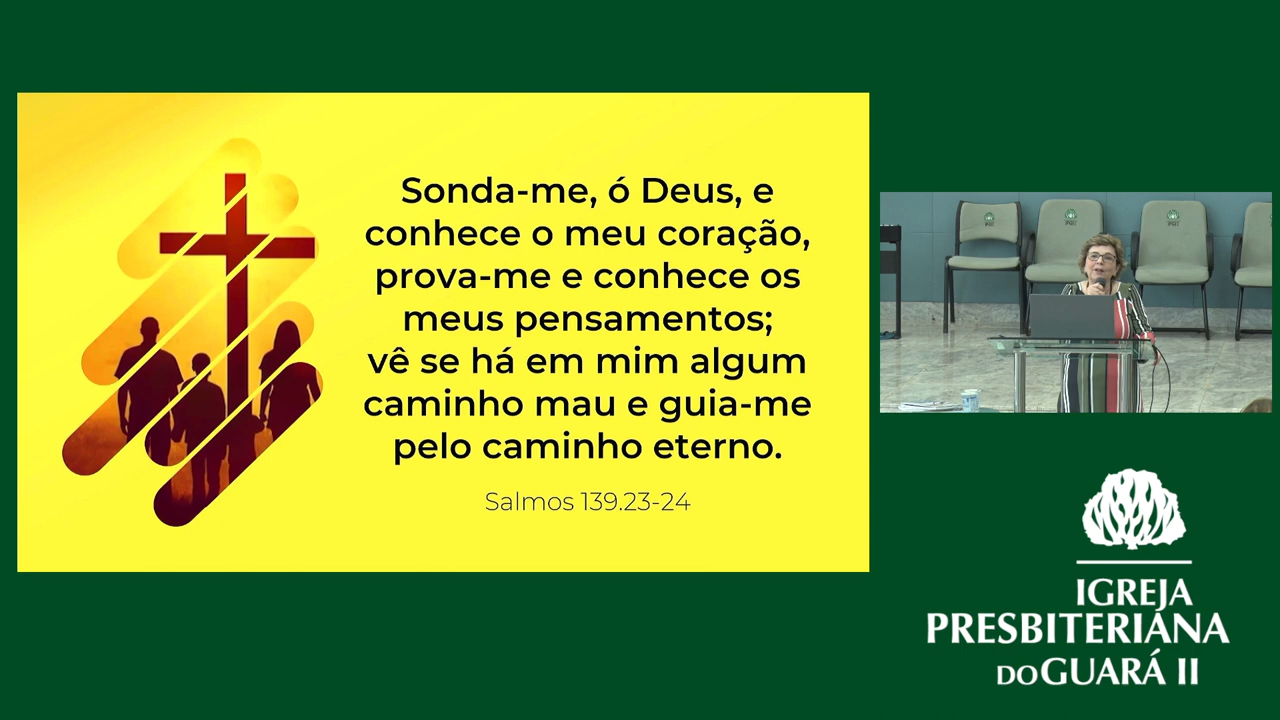 Sonda-me, ó Deus, e
conhece o meu coração,
prova-me e conhece os
meus pensamentos;
vê se há em mim algum
caminho mau e guia-me
pelo caminho eterno.
Salmos 139.23-24
IGREJA
PRESBITERIANA
DO GUARÁ II